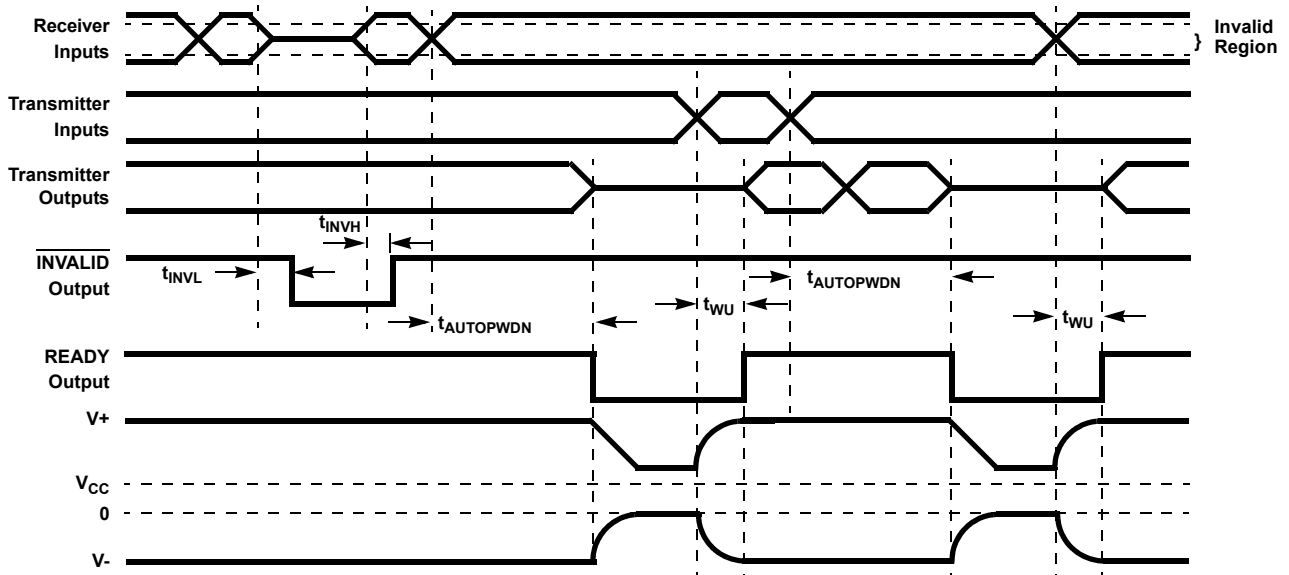 Receiver
Inputs
} Invalid
Region
Transmitter
Inputs
Transmitter
Outputs
tINVH
INVALID
Output
tINVL
tAUTOPWDN
tWU
tAUTOPWDN
tWU
READY
Output
V+
VCC
0
V-